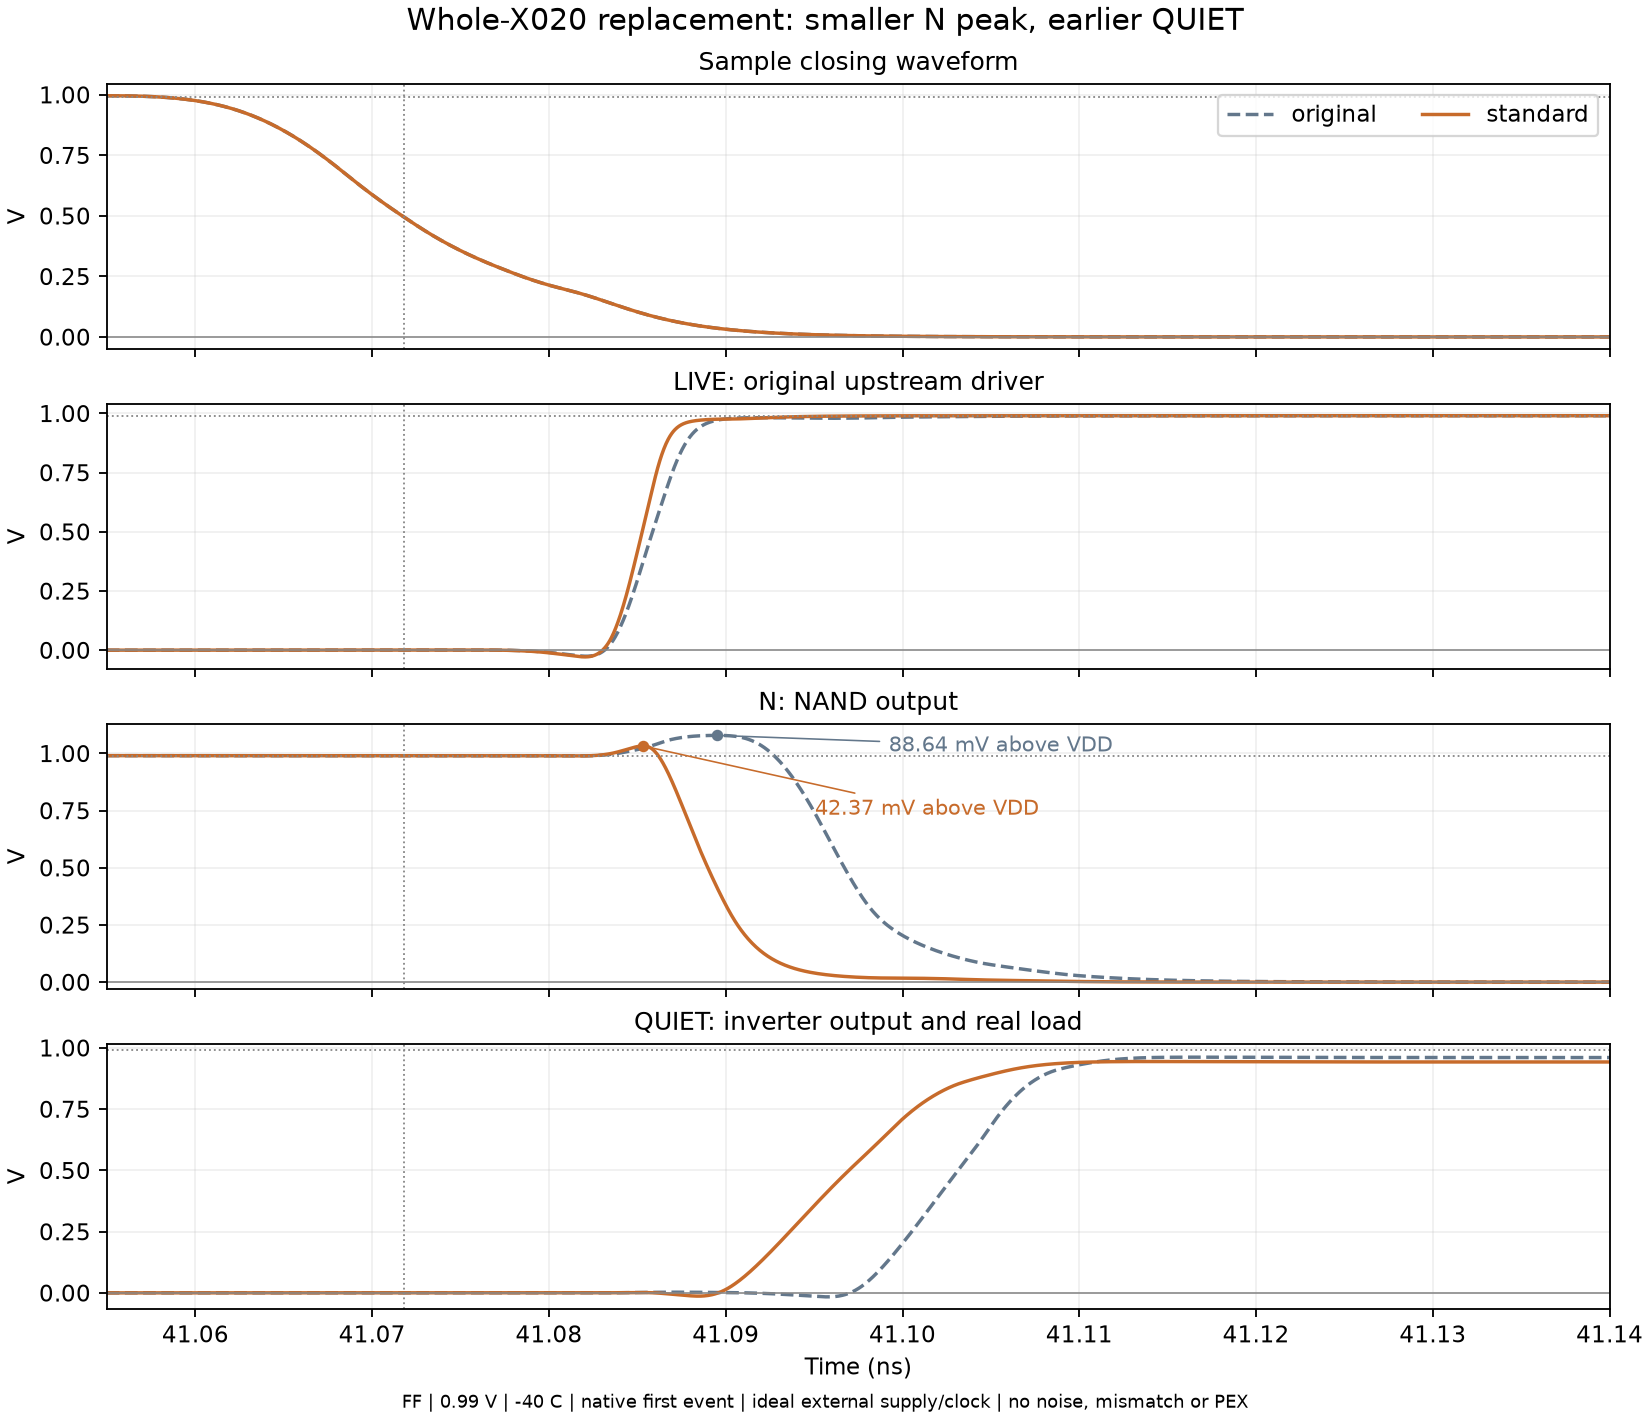 Whole-X020 replacement: smaller N peak, earlier QUIET
Sample closing waveform
1.00
0.75
0.50
0.25
0.00
V
original
standard
LIVE: original upstream driver
1.00
0.75
0.50
0.25
0.00
V
N: NAND output
1.00
0.75
0.50
0.25
0.00
V
88.64 mV above VDD
42.37 mV above VDD
QUIET: inverter output and real load
1.00
0.75
0.50
0.25
0.00
V
41.06 41.07 41.08 41.09 41.10 41.11 41.12 41.13 41.14
Time (ns)
FF | 0.99 V | -40 C | native first event | ideal external supply/clock | no noise, mismatch or PEX